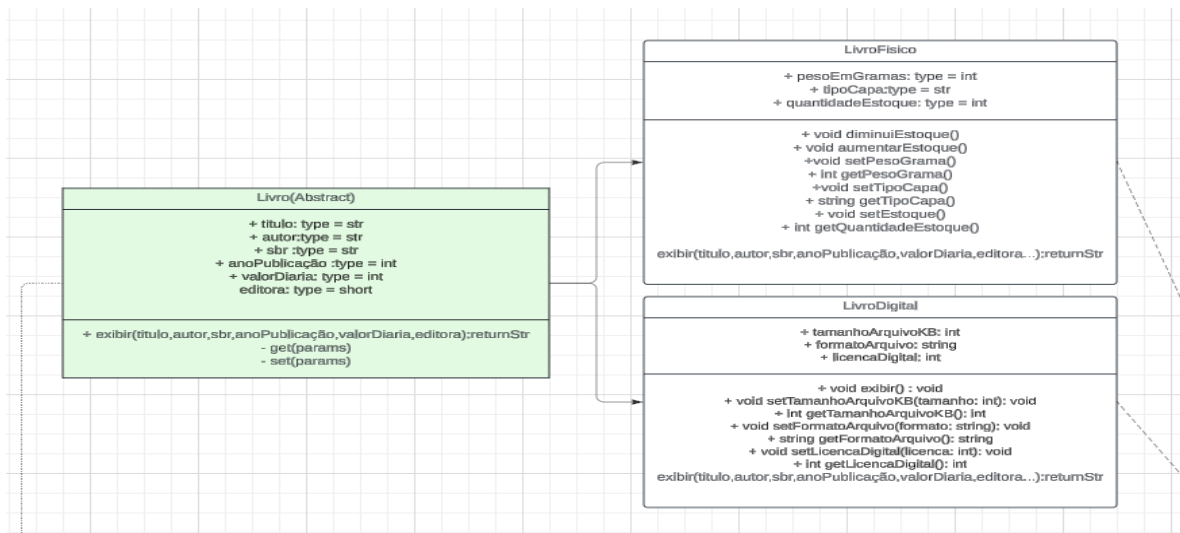 Livro(Abstract)
+ titulo: type = str
+ autor:type = str
+ sbr :type = str
+ anoPublicação :type = int
+ valorDiaria: type = int
editora: type = short
+ exibir(titulo,autor,sbr,anoPublicação,valorDiaria,editora):returnStr
- get(params)
- set(params)
LivroFisico
+ pesoEmGramas: type = int
+ tipoCapa:type = str
+ quantidadeEstoque: type = int
+ void diminuiEstoque()
+ void aumentarEstoque()
+void setPesoGrama()
+ int getPesoGrama()
+void setTipoCapa()
+ string getTipoCapa()
+ void setEstoque()
+ int getQuantidadeEstoque()
exibir(titulo,autor,sbr,anoPublicação,valorDiaria,editora...):returnStr
LivroDigital
+ tamanhoArquivoKB: int
+ formatoArquivo: string
+ licencaDigital: int
+ void exibir() : void
+ void setTamanhoArquivoKB(tamanho: int): void
+ int getTamanhoArquivoKB(): int
+ void setFormatoArquivo(formato: string): void
+ string getFormatoArquivo(): string
+ void setLicencaDigital(licenca: int): void
+ int getLicencaDigital(): int
exibir(titulo,autor,sbr,anoPublicação,valorDiaria,editora...):returnStr